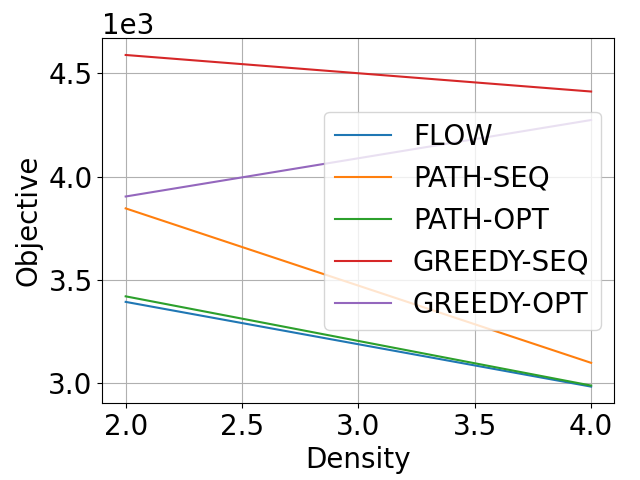 1e3
4.5
4.0
3.5
3.0
Objective
FLOW
PATH-SEQ
PATH-OPT
GREEDY-SEQ
GREEDY-OPT
2.0 2.5 3.0 3.5 4.0
Density